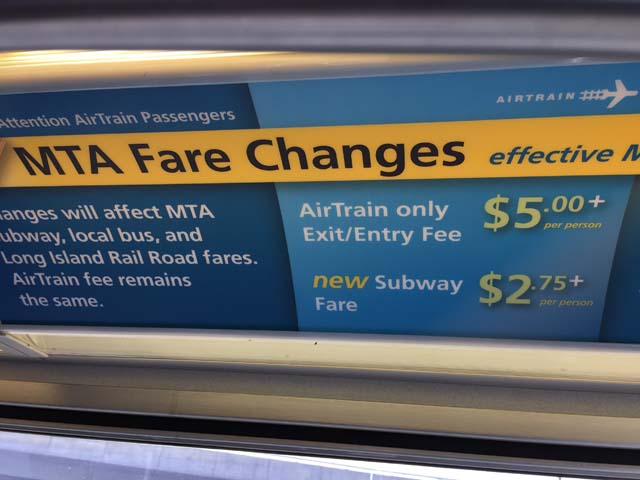 AIRTRAIN
Attention AirTrain Passengers
MTA Fare Changes effective M
anges will affect MTA
ubway, local bus, and
Long Island Rail Road fares.
AirTrain fee remains
the same.
AirTrain only $5.00+
Exit/Entry Fee per person
new Subway $2.75+
Fare per person